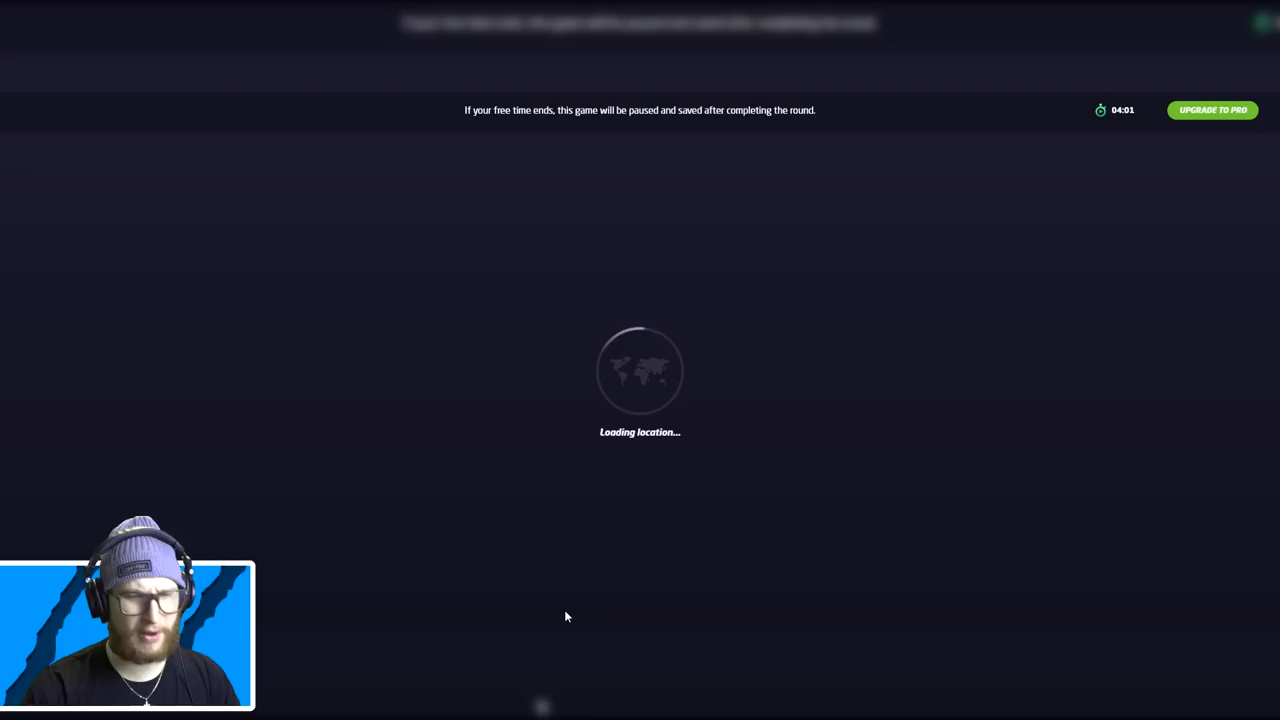 If your free time ends, this game will be paused and saved after completing the round.
04:01
UPGRADE TO PRO
Loading location...